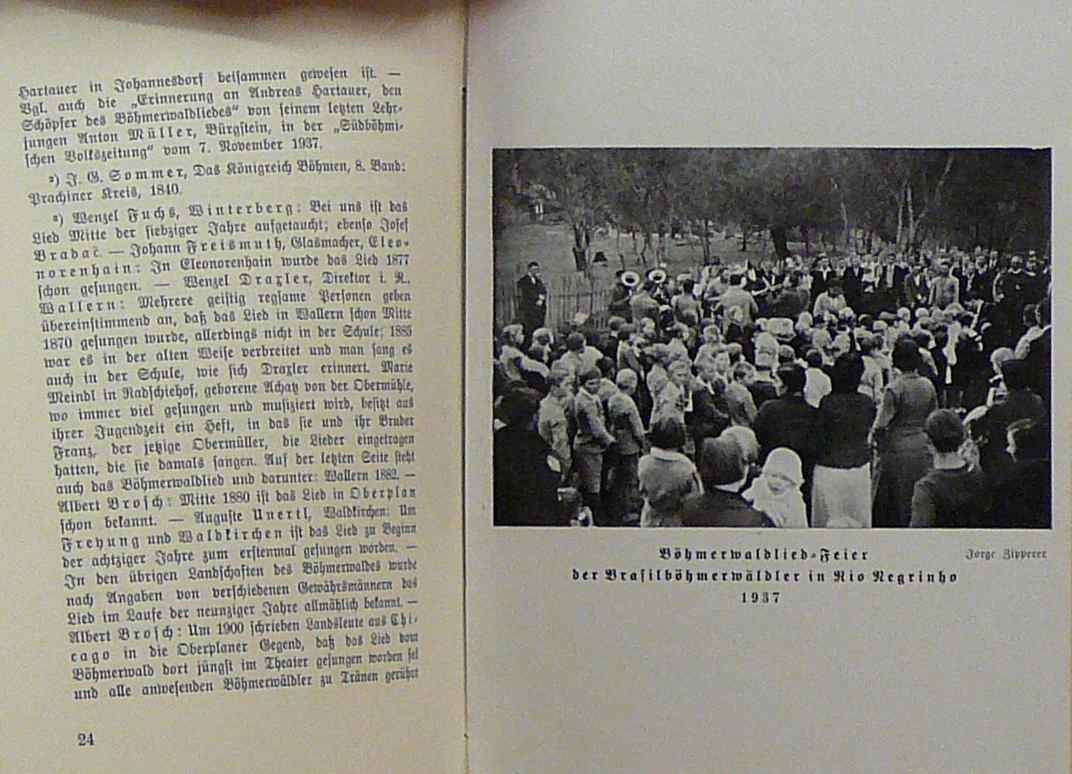 Hartauer in Johannesdorf beisammen gewesen ist. —
Vgl. auch die „Erinnerung an Andreas Hartauer, den
Schöpfer des Böhmerwaldliedes“ von seinem letzten Lehr-
jungen Anton Müller, Bürgstein, in der „Südböhmi-
schen Volkszeitung“ vom 7. November 1937.
²) J. G. Sommer, Das Königreich Böhmen, 8. Band:
Prachiner Kreis, 1840.
³) Wenzel Fuchs, Winterberg: Bei uns ist das
Lied Mitte der siebziger Jahre aufgetaucht; ebenso Josef
Brabač. — Johann Freismuth, Glasmacher, Eleo-
norenhain: In Eleonorenhain wurde das Lied 1877
schon gesungen. — Wenzel Draxler, Direktor i. R.,
Wallern: Mehrere geistig regsame Personen geben
übereinstimmend an, daß das Lied in Wallern schon Mitte
1870 gesungen wurde, allerdings nicht in der Schule; 1885
war es in der alten Weise verbreitet und man sang es
auch in der Schule, wie sich Draxler erinnert. Marie
Meindl in Radschiehof, geborene Achatz von der Obermühle,
wo immer viel gesungen und musiziert wird, besitzt aus
ihrer Jugendzeit ein Heft, in das sie und ihr Bruder
Franz, der jetzige Obermüller, die Lieder eingetragen
hatten, die sie damals sangen. Auf der letzten Seite steht
auch das Böhmerwaldlied und darunter: Wallern 1882. —
Albert Brosch: Mitte 1880 ist das Lied in Oberplan
schon bekannt. — Auguste Unertl, Waldkirchen: Um
Freyung und Waldkirchen ist das Lied zu Beginn
der achtziger Jahre zum erstenmal gesungen worden. —
In den übrigen Landschaften des Böhmerwaldes wurde
nach Angaben von verschiedenen Gewährsmännern das
Lied im Laufe der neunziger Jahre allmählich bekannt. —
Albert Brosch: Um 1900 schrieben Landsleute aus Chi-
cago in die Oberplaner Gegend, daß das Lied vom
Böhmerwald dort jüngst im Theater gesungen worden sei
und alle anwesenden Böhmerwäldler zu Tränen gerührt
24
Böhmerwaldlied-Feier
Jorge Zipperer
der Brasilböhmerwäldler in Rio Negrinho
1937